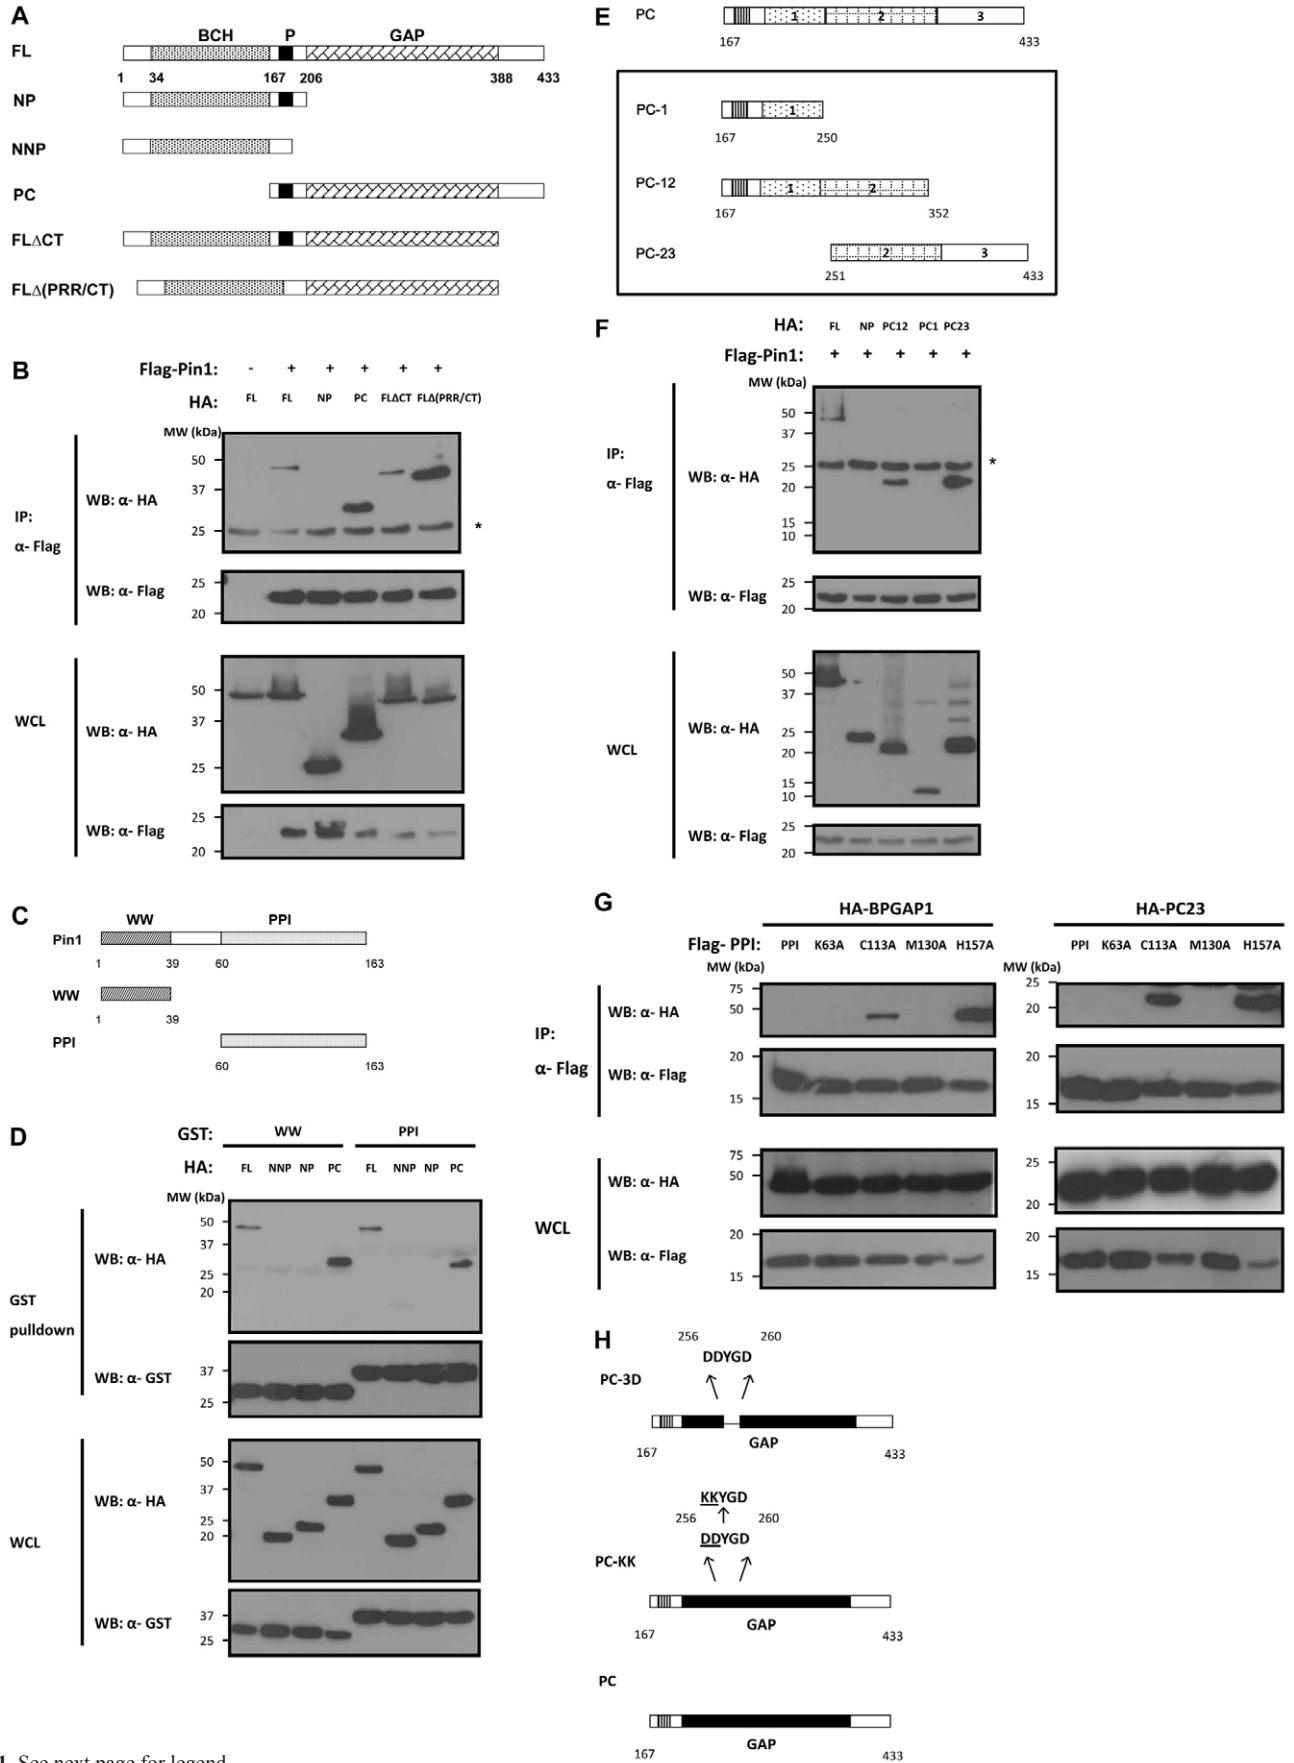 A
BCH P GAP
FL
1 34 167 206 388 433
NP
NNP
PC
FLΔCT
FLΔ(PRR/CT)
B
Flag-Pin1: - + + + + +
HA: FL FL NP PC FLΔCT FLΔ(PRR/CT)
MW (kDa)
50
37
25
WB: α- HA
*
IP:
α- Flag
25
20
WB: α- Flag
50
37
25
WB: α- HA
WCL
25
20
WB: α- Flag
C
WW PPI
Pin1
1 39 60 163
WW
1 39
PPI
60 163
D
GST: WW PPI
HA: FL NNP NP PC FL NNP NP PC
MW (kDa)
50
37
25
20
WB: α- HA
GST
pulldown
37
25
WB: α- GST
50
37
25
20
WB: α- HA
WCL
37
25
WB: α- GST
E
PC 1 2 3
167 433
PC-1 1
167 250
PC-12 1 2
167 352
PC-23 2 3
251 433
F
HA: FL NP PC12 PC1 PC23
Flag-Pin1: + + + + +
MW (kDa)
50
37
25
20
15
10
IP:
α- Flag
WB: α- HA
*
25
20
WB: α- Flag
50
37
25
20
15
10
WB: α- HA
WCL
25
20
WB: α- Flag
G
HA-BPGAP1 HA-PC23
Flag- PPI: PPI K63A C113A M130A H157A PPI K63A C113A M130A H157A
MW (kDa) MW (kDa)
75
50
25
20
WB: α- HA
IP:
α- Flag
20
15
20
15
WB: α- Flag
75
50
25
20
WB: α- HA
WCL
20
15
20
15
WB: α- Flag
H
256 260
DDYGD
PC-3D
GAP
167 433
KKYGD
256 260
DDYGD
PC-KK
GAP
167 433
PC
GAP
167 433
1. See next page for legend.